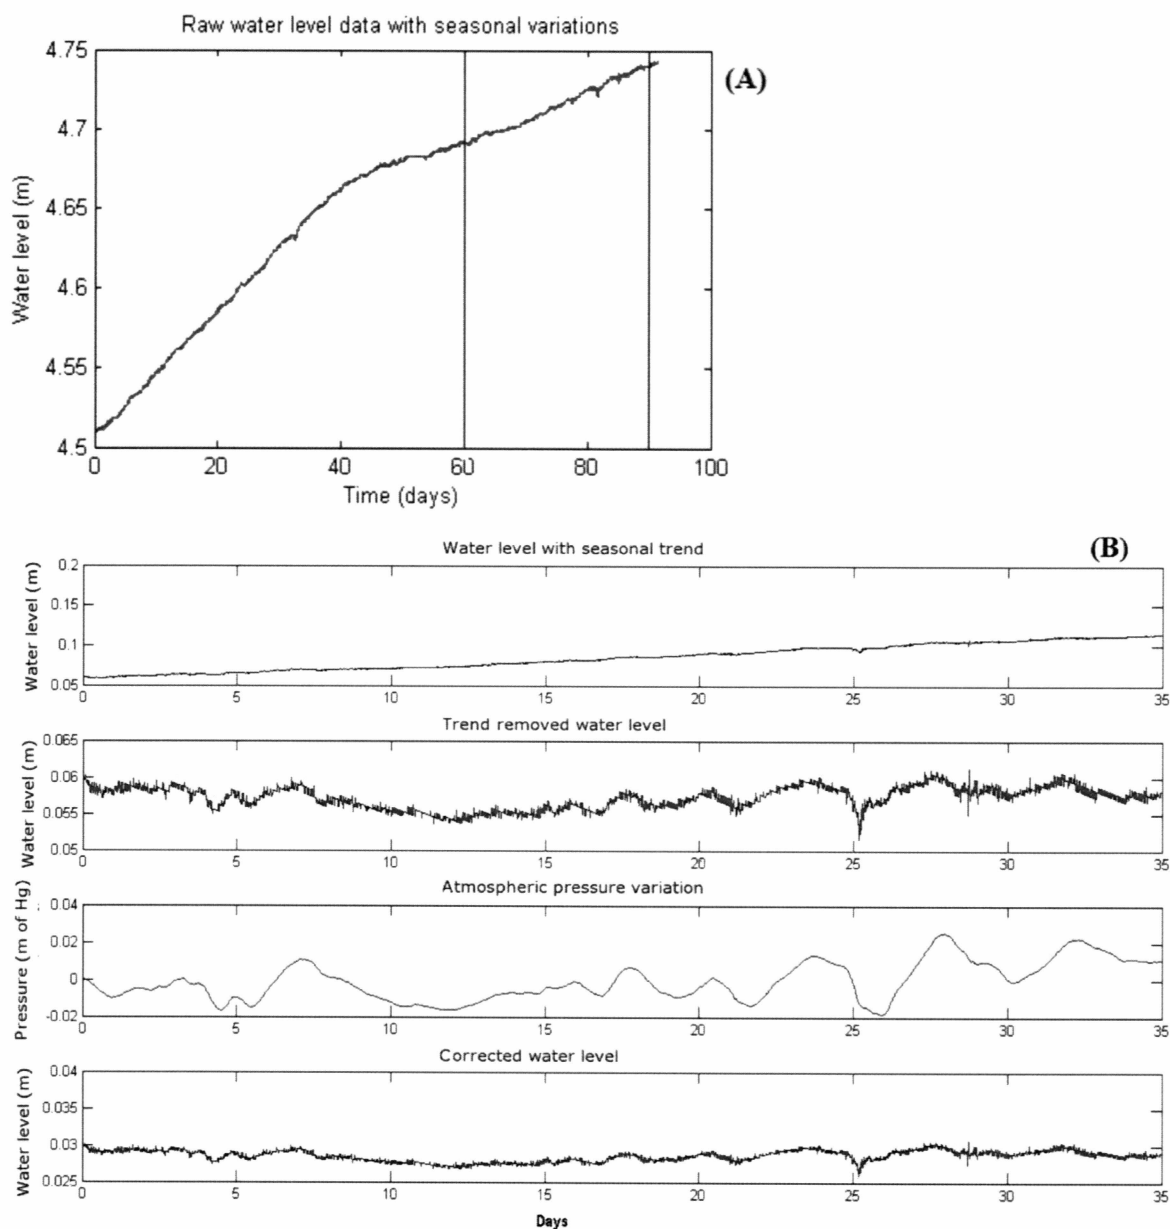 Raw water level data with seasonal variations
(A)
Water level (m)
4.75
4.7
4.65
4.6
4.55
4.5
0 20 40 60 80 100
Time (days)
(B)
Water level with seasonal trend
Water level (m)
0.2
0.15
0.1
0.05
0 5 10 15 20 25 30 35
Trend removed water level
Water level (m)
0.065
0.06
0.055
0.05
0 5 10 15 20 25 30 35
Atmospheric pressure variation
Pressure (m of Hg)
0.04
0.02
0
-0.02
0 5 10 15 20 25 30 35
Corrected water level
Water level (m)
0.04
0.035
0.03
0.025
0 5 10 15 20 25 30 35
Days